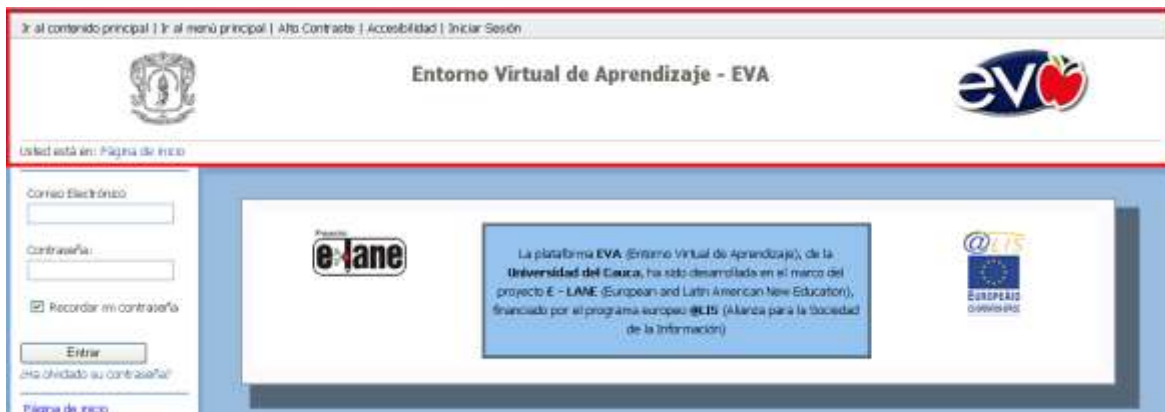 Ir al contenido principal | Ir al menú principal | Alto Contraste | Accesibilidad | Iniciar Sesión
Entorno Virtual de Aprendizaje - EVA
eva
Usted está en: Página de inicio
Correo Electrónico
Contraseña:
Recordar mi contraseña
Entrar
¿Ha olvidado su contraseña?
Página de inicio
Proyecto
e-lane
La plataforma EVA (Entorno Virtual de Aprendizaje), de la
Universidad del Cauca, ha sido desarrollada en el marco del
proyecto E - LANE (European and Latin American New Education),
financiado por el programa europeo @LIS (Alianza para la Sociedad
de la Información)
@LIS